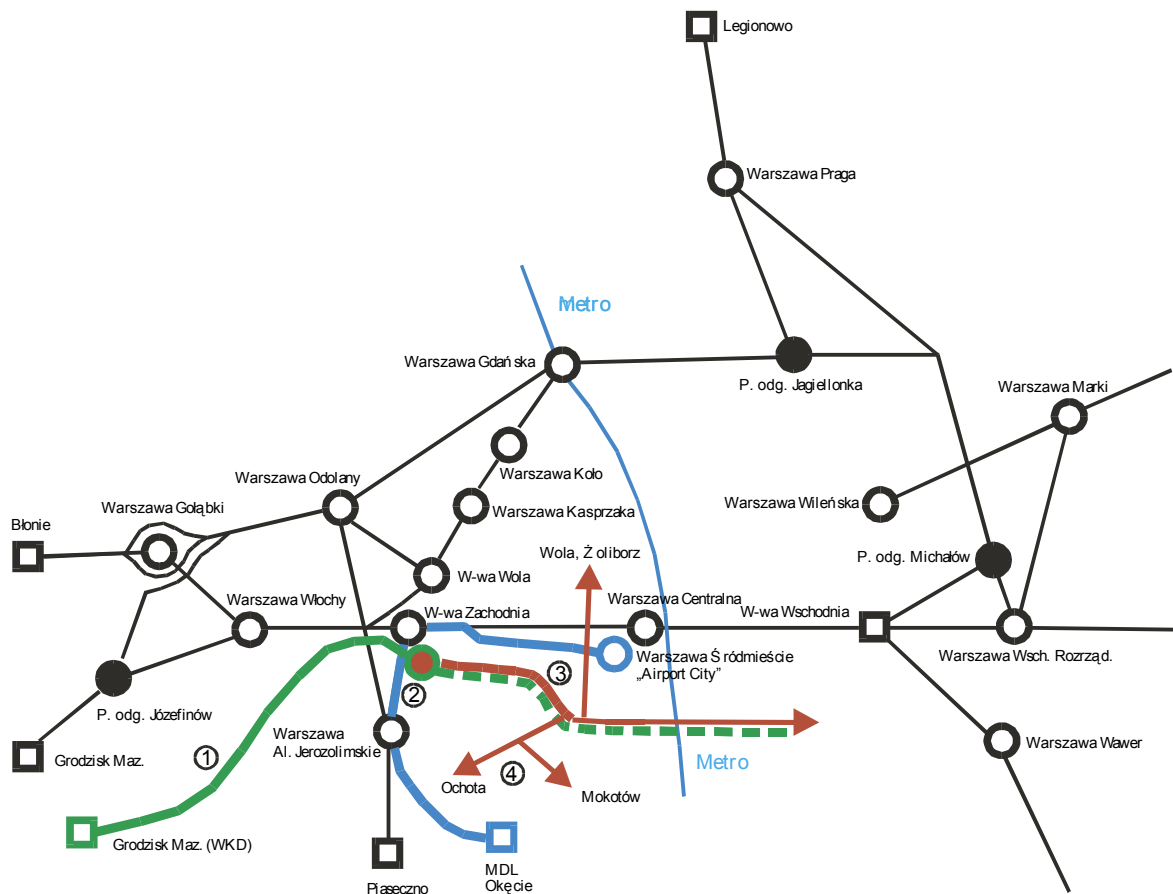 Legionowo
Warszawa Praga
Metro
Warszawa Gdańska
P. odg. Jagiellonka
Warszawa Marki
Warszawa Koło
Warszawa Odolany
Warszawa Gołąbki
Warszawa Kasprzaka
Warszawa Wileńska
Błonie
Wola, Żoliborz
P. odg. Michałów
W-wa Wola
Warszawa Włochy
W-wa Zachodnia
Warszawa Centralna
W-wa Wschodnia
Warszawa Śródmieście
„Airport City”
Warszawa Wsch. Rozrząd.
3
2
P. odg. Józefinów
Warszawa
Al. Jerozolimskie
Warszawa Wawer
1
Grodzisk Maz.
Metro
4
Ochota
Mokotów
Grodzisk Maz. (WKD)
MDL
Okęcie
Piaseczno